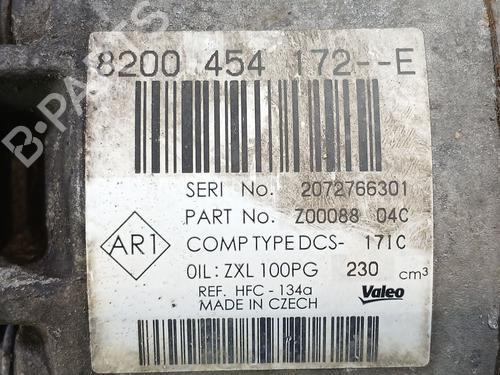 8200 454 172--E
SERI No. 2072766301
PART No. Z00088 04C
AR1
COMP TYPE DCS- 171C
OIL: ZXL 100PG 230 cm³
REF. HFC - 134a
MADE IN CZECH
Valeo
B-PARTS